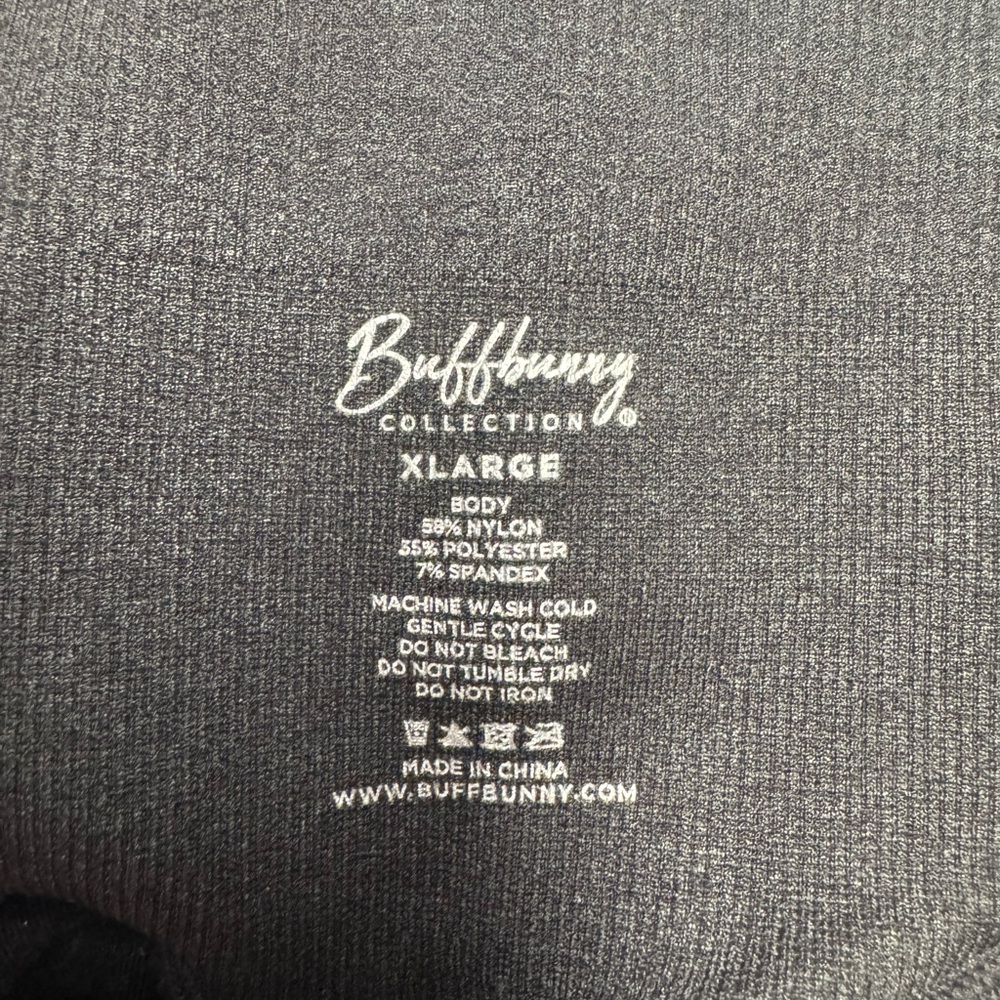 Buffbunny
COLLECTION ®
XLARGE
BODY
58% NYLON
35% POLYESTER
7% SPANDEX
MACHINE WASH COLD
GENTLE CYCLE
DO NOT BLEACH
DO NOT TUMBLE DRY
DO NOT IRON
MADE IN CHINA
WWW.BUFFBUNNY.COM